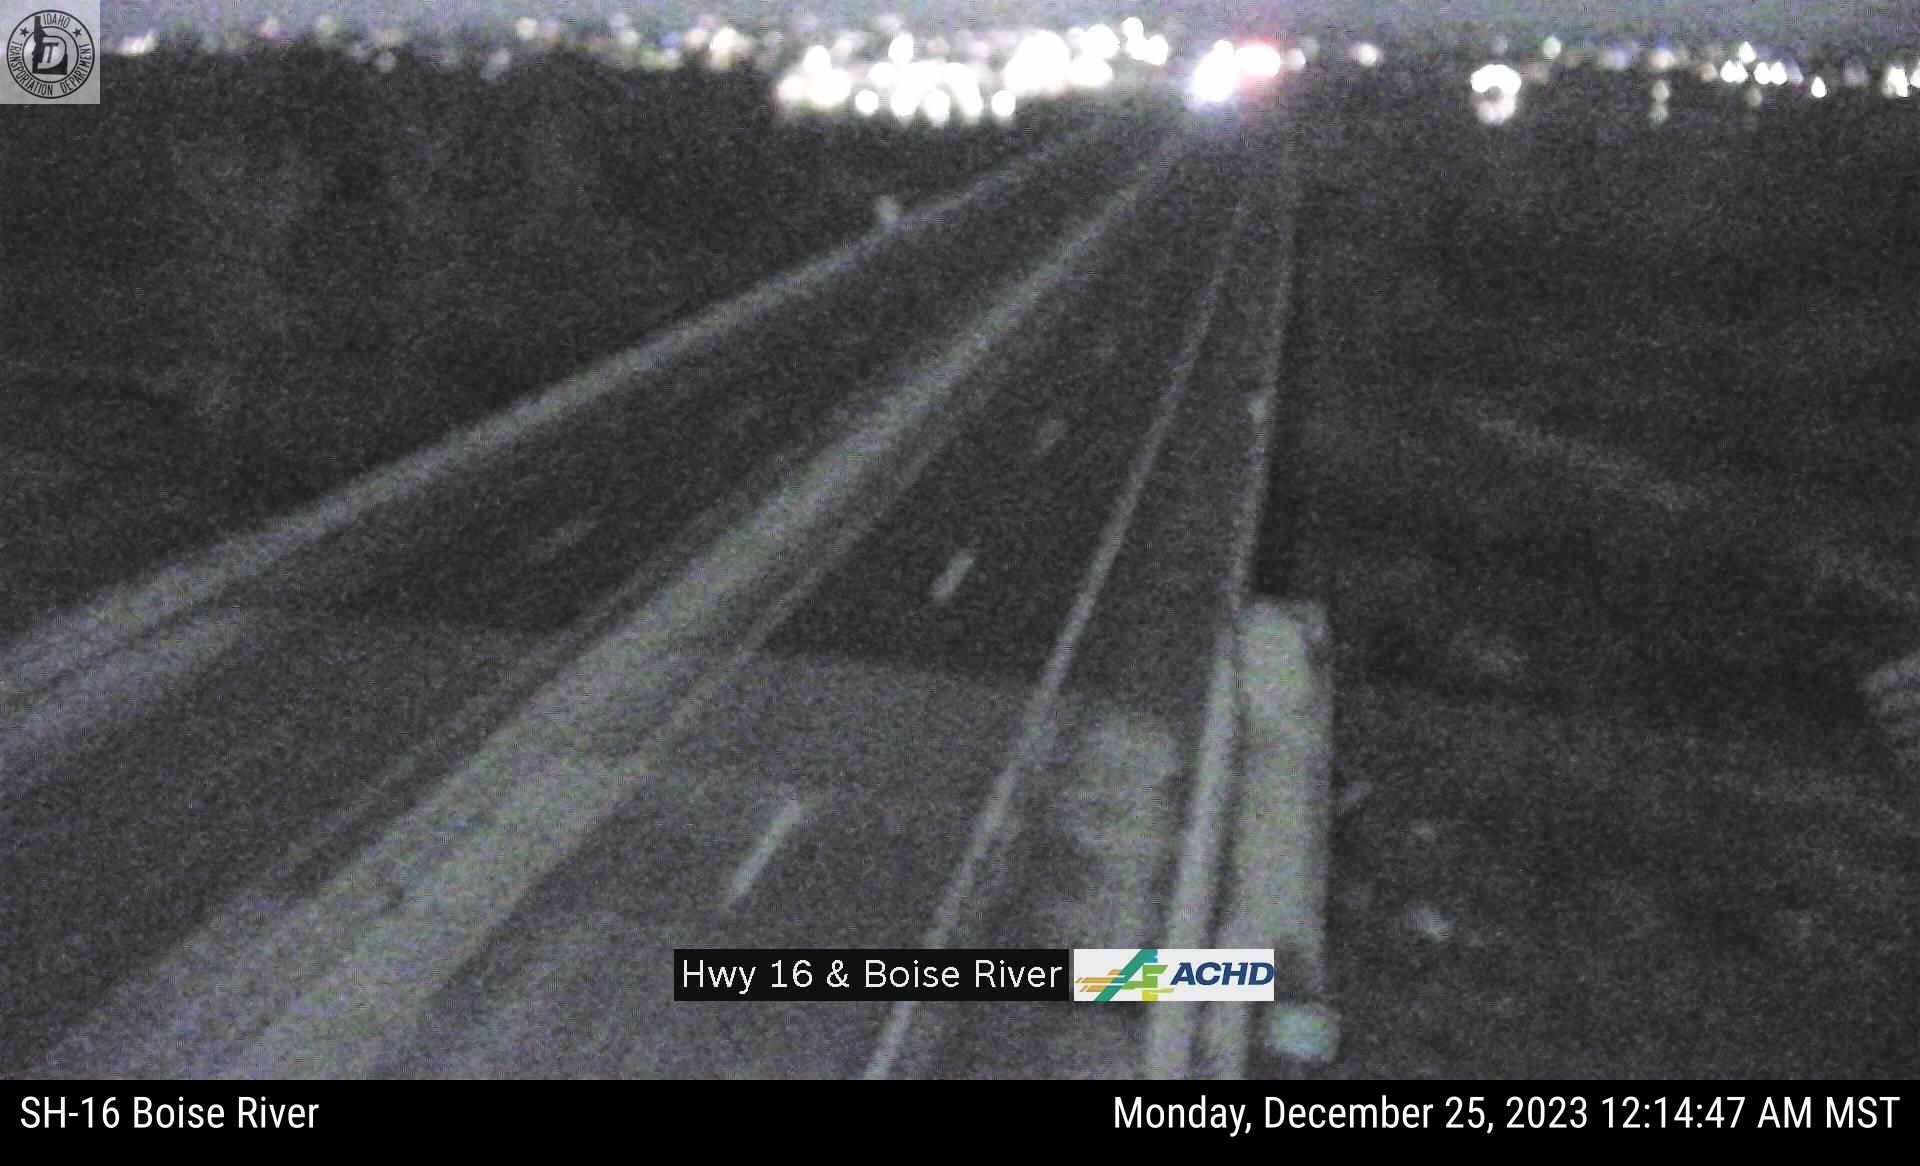 IDAHO
TRANSPORTATION DEPARTMENT
Hwy 16 & Boise River
ACHD
SH-16 Boise River
Monday, December 25, 2023 12:14:47 AM MST